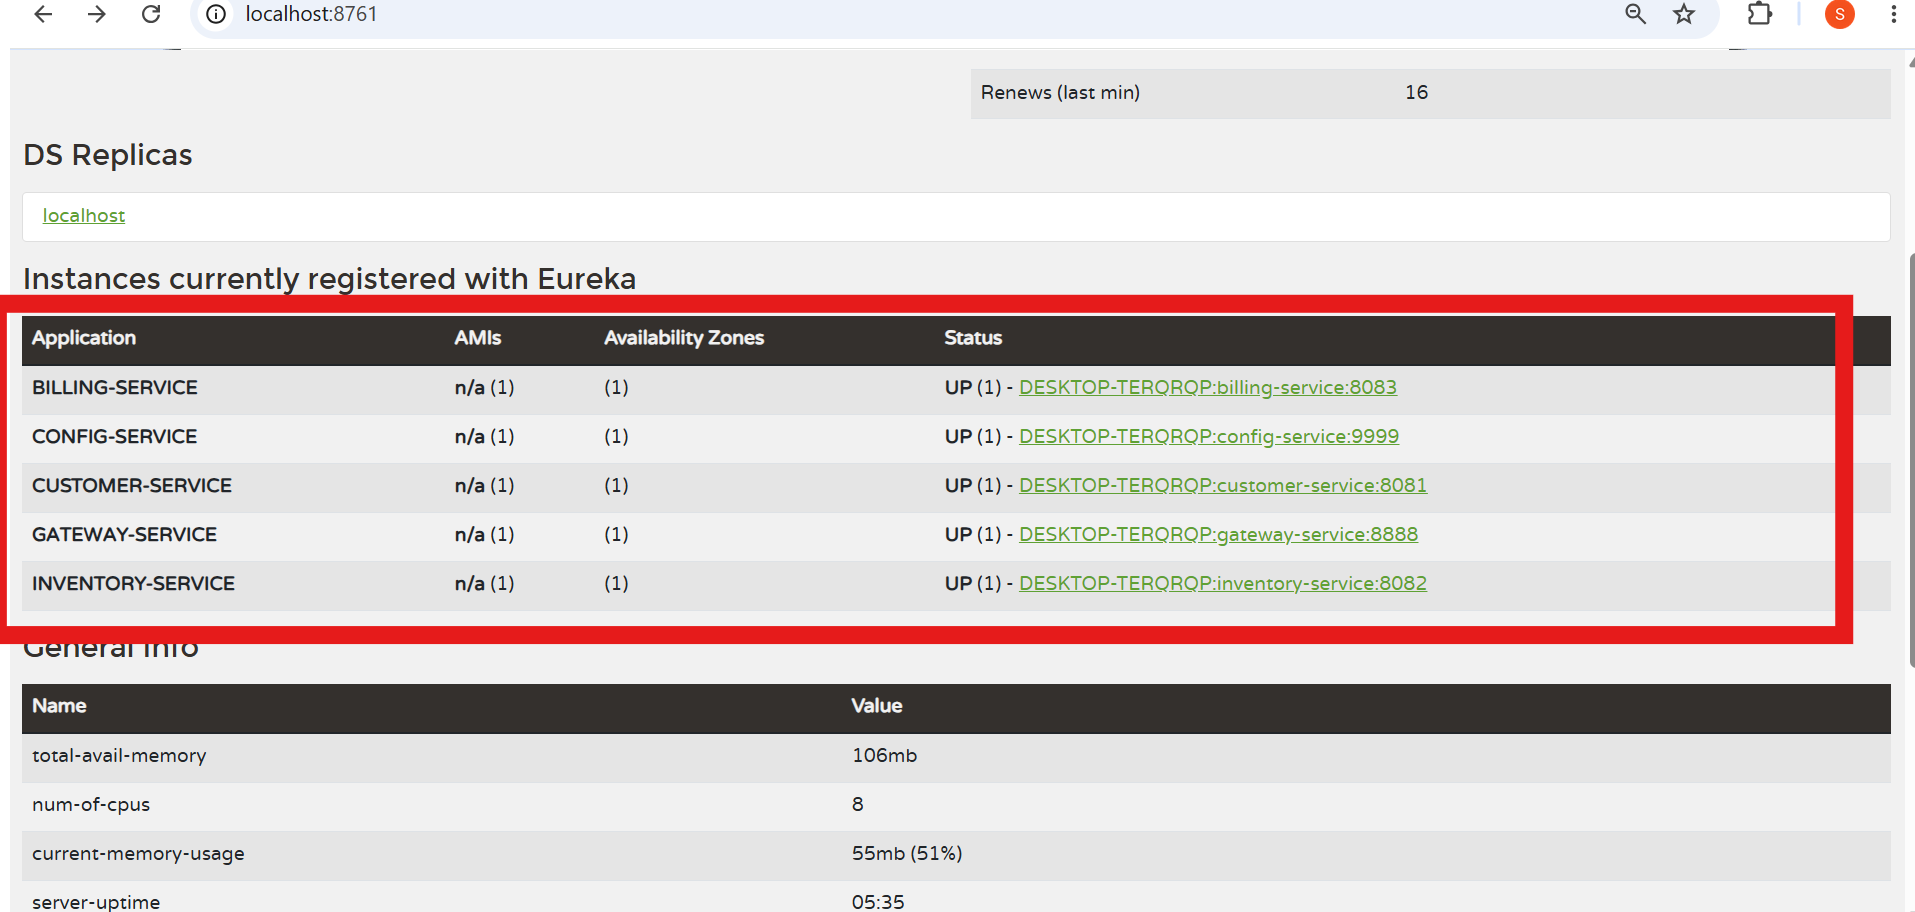 localhost:8761
S
Renews (last min) 16
DS Replicas
localhost
Instances currently registered with Eureka
Application AMIs Availability Zones Status
BILLING-SERVICE n/a (1) (1) UP (1) - DESKTOP-TERQRQP:billing-service:8083
CONFIG-SERVICE n/a (1) (1) UP (1) - DESKTOP-TERQRQP:config-service:9999
CUSTOMER-SERVICE n/a (1) (1) UP (1) - DESKTOP-TERQRQP:customer-service:8081
GATEWAY-SERVICE n/a (1) (1) UP (1) - DESKTOP-TERQRQP:gateway-service:8888
INVENTORY-SERVICE n/a (1) (1) UP (1) - DESKTOP-TERQRQP:inventory-service:8082
General Info
Name Value
total-avail-memory 106mb
num-of-cpus 8
current-memory-usage 55mb (51%)
server-uptime 05:35